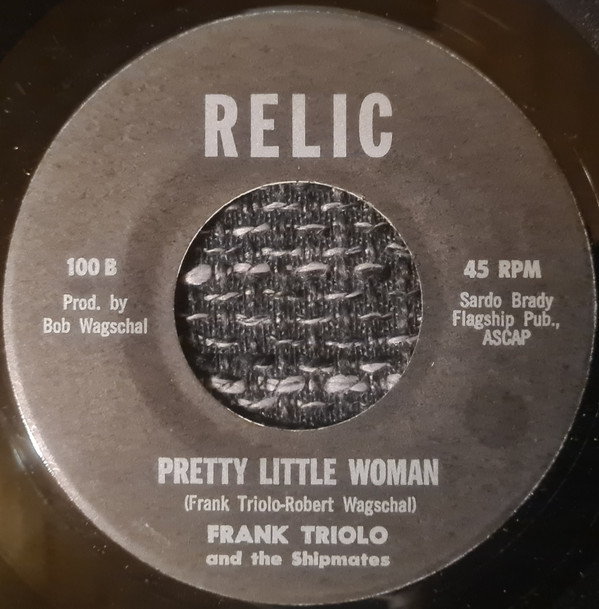 RELIC
100 B
Prod. by
Bob Wagschal
45 RPM
Sardo Brady
Flagship Pub.,
ASCAP
PRETTY LITTLE WOMAN
(Frank Triolo-Robert Wagschal)
FRANK TRIOLO
and the Shipmates